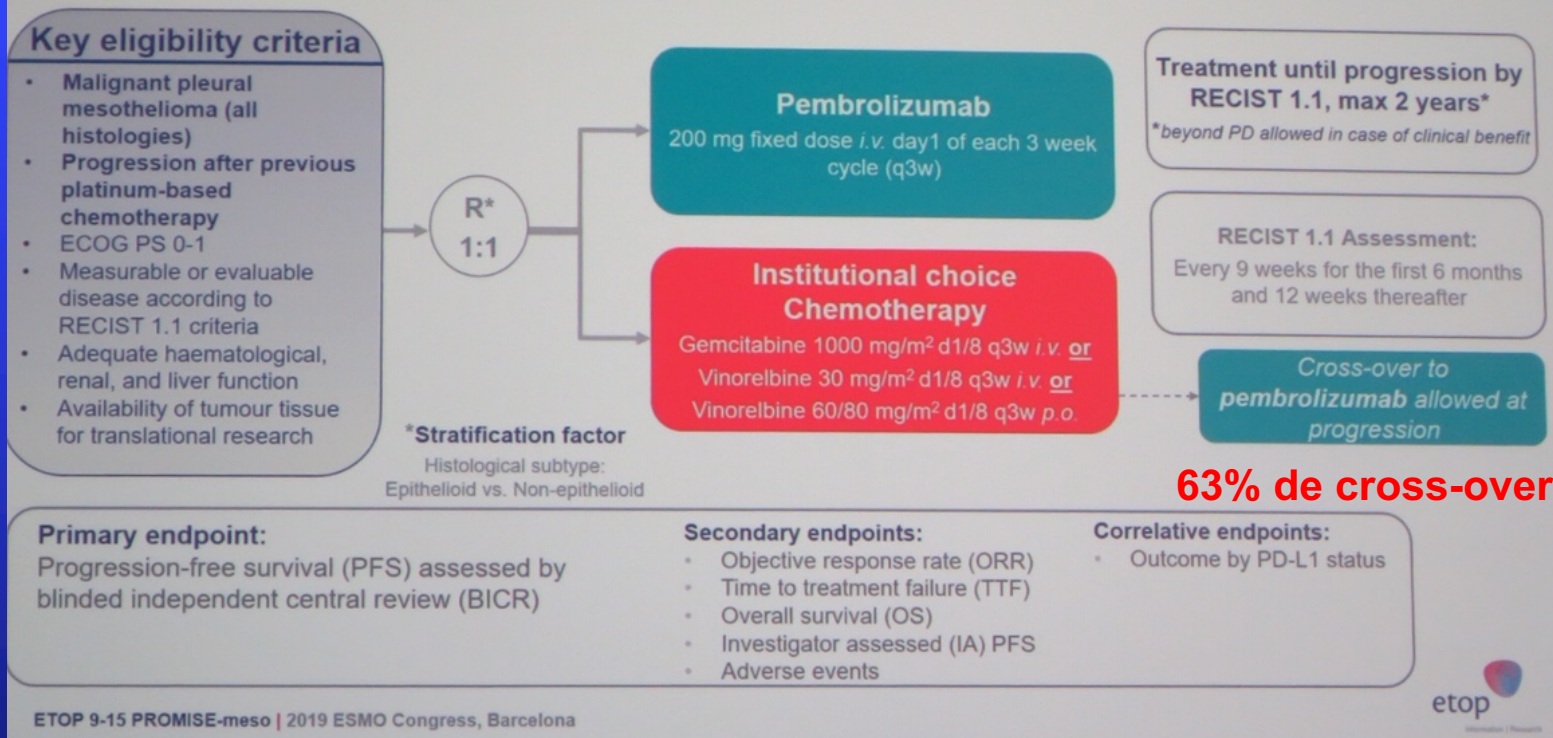 Key eligibility criteria
• Malignant pleural
mesothelioma (all
histologies)
• Progression after previous
platinum-based
chemotherapy
• ECOG PS 0-1
• Measurable or evaluable
disease according to
RECIST 1.1 criteria
• Adequate haematological,
renal, and liver function
• Availability of tumour tissue
for translational research
R*
1:1
*Stratification factor
Histological subtype:
Epithelioid vs. Non-epithelioid
Pembrolizumab
200 mg fixed dose i.v. day1 of each 3 week
cycle (q3w)
Institutional choice
Chemotherapy
Gemcitabine 1000 mg/m² d1/8 q3w i.v. or
Vinorelbine 30 mg/m² d1/8 q3w i.v. or
Vinorelbine 60/80 mg/m² d1/8 q3w p.o.
Treatment until progression by
RECIST 1.1, max 2 years*
*beyond PD allowed in case of clinical benefit
RECIST 1.1 Assessment:
Every 9 weeks for the first 6 months
and 12 weeks thereafter
Cross-over to
pembrolizumab allowed at
progression
63% de cross-over
Primary endpoint:
Progression-free survival (PFS) assessed by
blinded independent central review (BICR)
Secondary endpoints:
• Objective response rate (ORR)
• Time to treatment failure (TTF)
• Overall survival (OS)
• Investigator assessed (IA) PFS
• Adverse events
Correlative endpoints:
• Outcome by PD-L1 status
ETOP 9-15 PROMISE-meso | 2019 ESMO Congress, Barcelona
etop